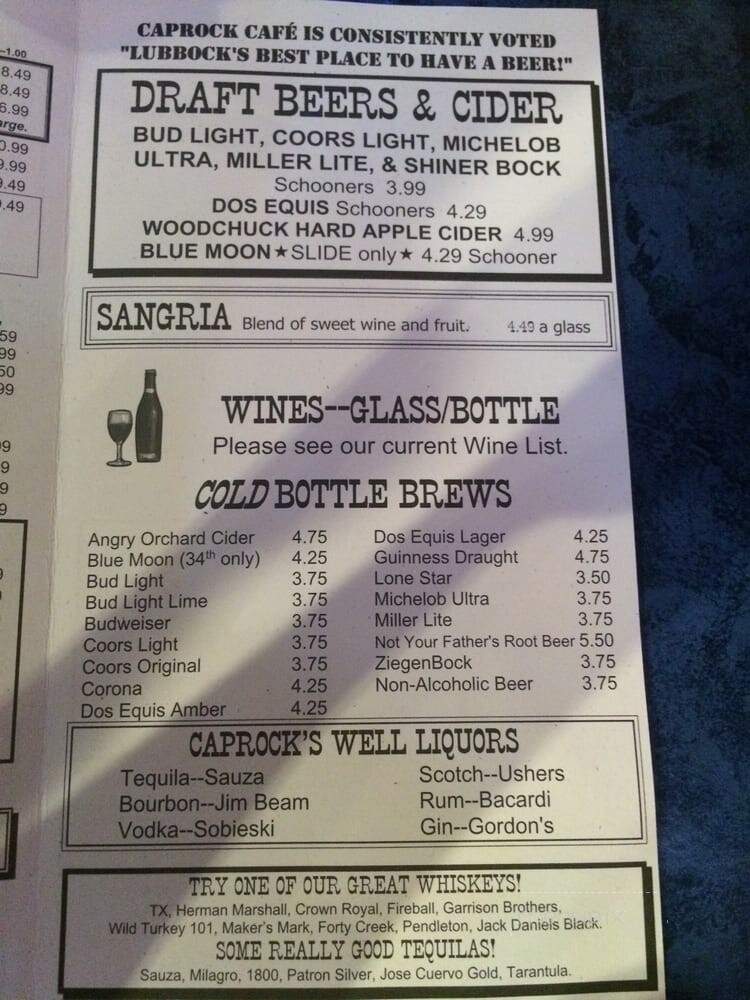 CAPROCK CAFÉ IS CONSISTENTLY VOTED
"LUBBOCK'S BEST PLACE TO HAVE A BEER!"
DRAFT BEERS & CIDER
BUD LIGHT, COORS LIGHT, MICHELOB
ULTRA, MILLER LITE, & SHINER BOCK
Schooners 3.99
DOS EQUIS Schooners 4.29
WOODCHUCK HARD APPLE CIDER 4.99
BLUE MOON★SLIDE only★ 4.29 Schooner
SANGRIA Blend of sweet wine and fruit. 4.49 a glass
WINES--GLASS/BOTTLE
Please see our current Wine List.
COLD BOTTLE BREWS
Angry Orchard Cider 4.75
Blue Moon (34th only) 4.25
Bud Light 3.75
Bud Light Lime 3.75
Budweiser 3.75
Coors Light 3.75
Coors Original 3.75
Corona 4.25
Dos Equis Amber 4.25
Dos Equis Lager 4.25
Guinness Draught 4.75
Lone Star 3.50
Michelob Ultra 3.75
Miller Lite 3.75
Not Your Father's Root Beer 5.50
ZiegenBock 3.75
Non-Alcoholic Beer 3.75
CAPROCK'S WELL LIQUORS
Tequila--Sauza
Bourbon--Jim Beam
Vodka--Sobieski
Scotch--Ushers
Rum--Bacardi
Gin--Gordon's
TRY ONE OF OUR GREAT WHISKEYS!
TX, Herman Marshall, Crown Royal, Fireball, Garrison Brothers,
Wild Turkey 101, Maker's Mark, Forty Creek, Pendleton, Jack Daniels Black.
SOME REALLY GOOD TEQUILAS!
Sauza, Milagro, 1800, Patron Silver, Jose Cuervo Gold, Tarantula.